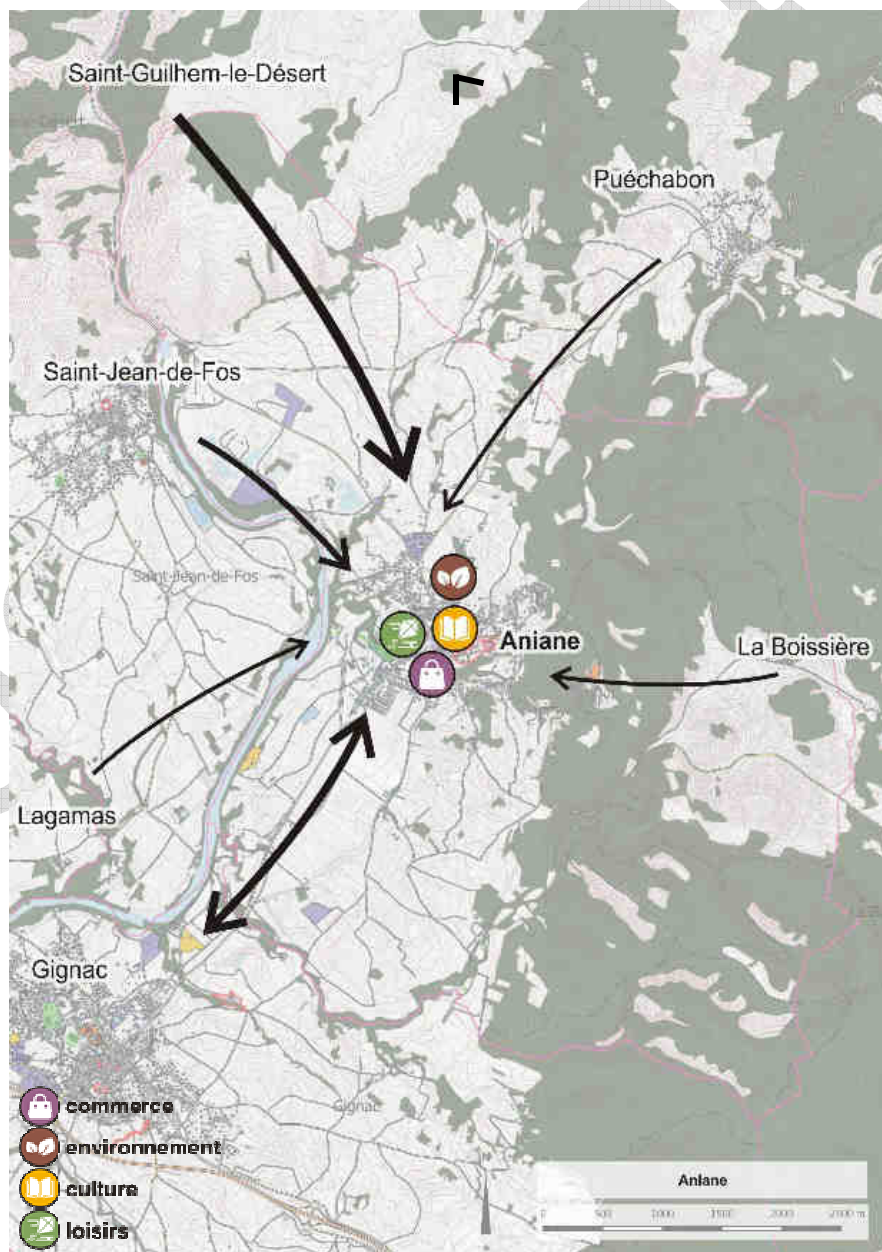 Saint-Guilhem-le-Désert
Puéchabon
Saint-Jean-de-Fos
Saint-Jean-de-Fos
Aniane
La Boissière
Lagamas
Gignac
Gignac
commerce
environnement
culture
loisirs
Aniane
0 500 1000 1500 2000 2500 m